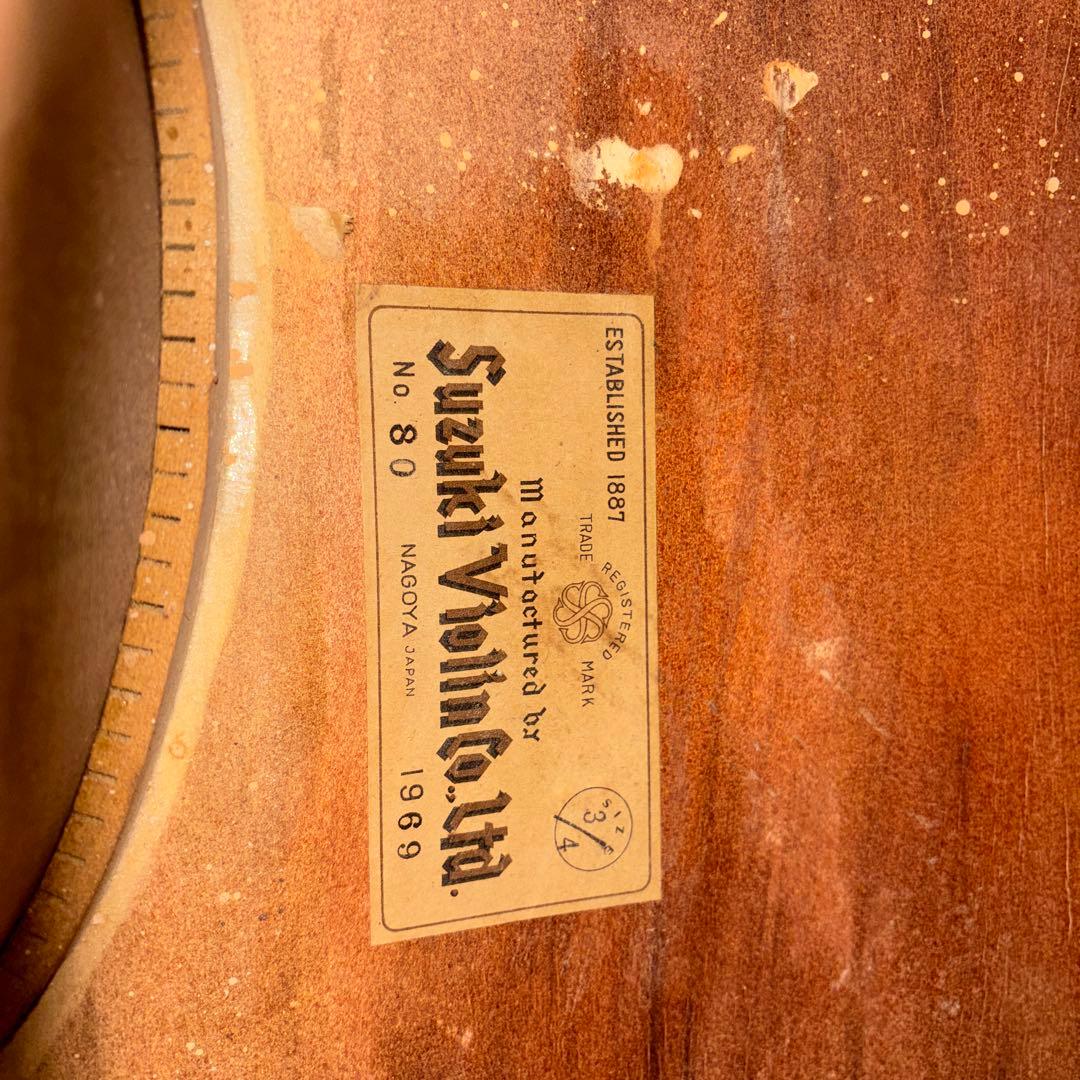 ESTABLISHED 1887
REGISTERED
TRADE MARK
SIZE
3/4
Manufactured by
Suzuki Violin Co., Ltd.
No. 80 NAGOYA JAPAN 1969